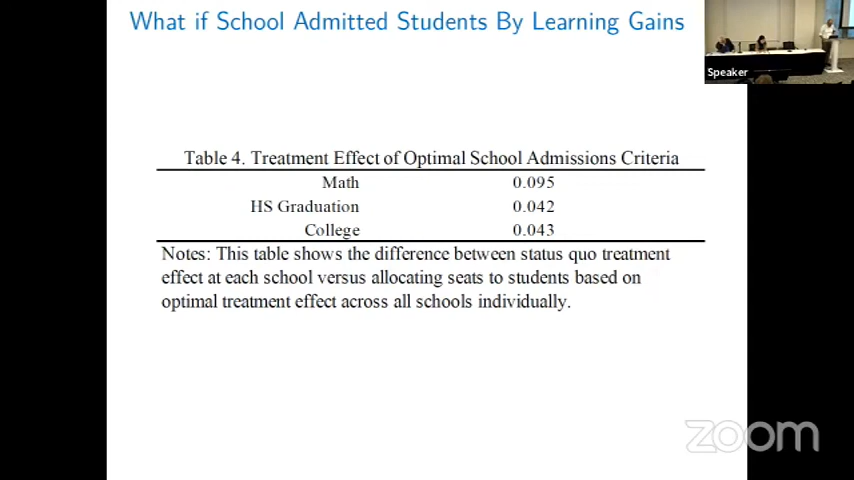 What if School Admitted Students By Learning Gains
Speaker
Table 4. Treatment Effect of Optimal School Admissions Criteria
Math 0.095
HS Graduation 0.042
College 0.043
Notes: This table shows the difference between status quo treatment
effect at each school versus allocating seats to students based on
optimal treatment effect across all schools individually.
zoom